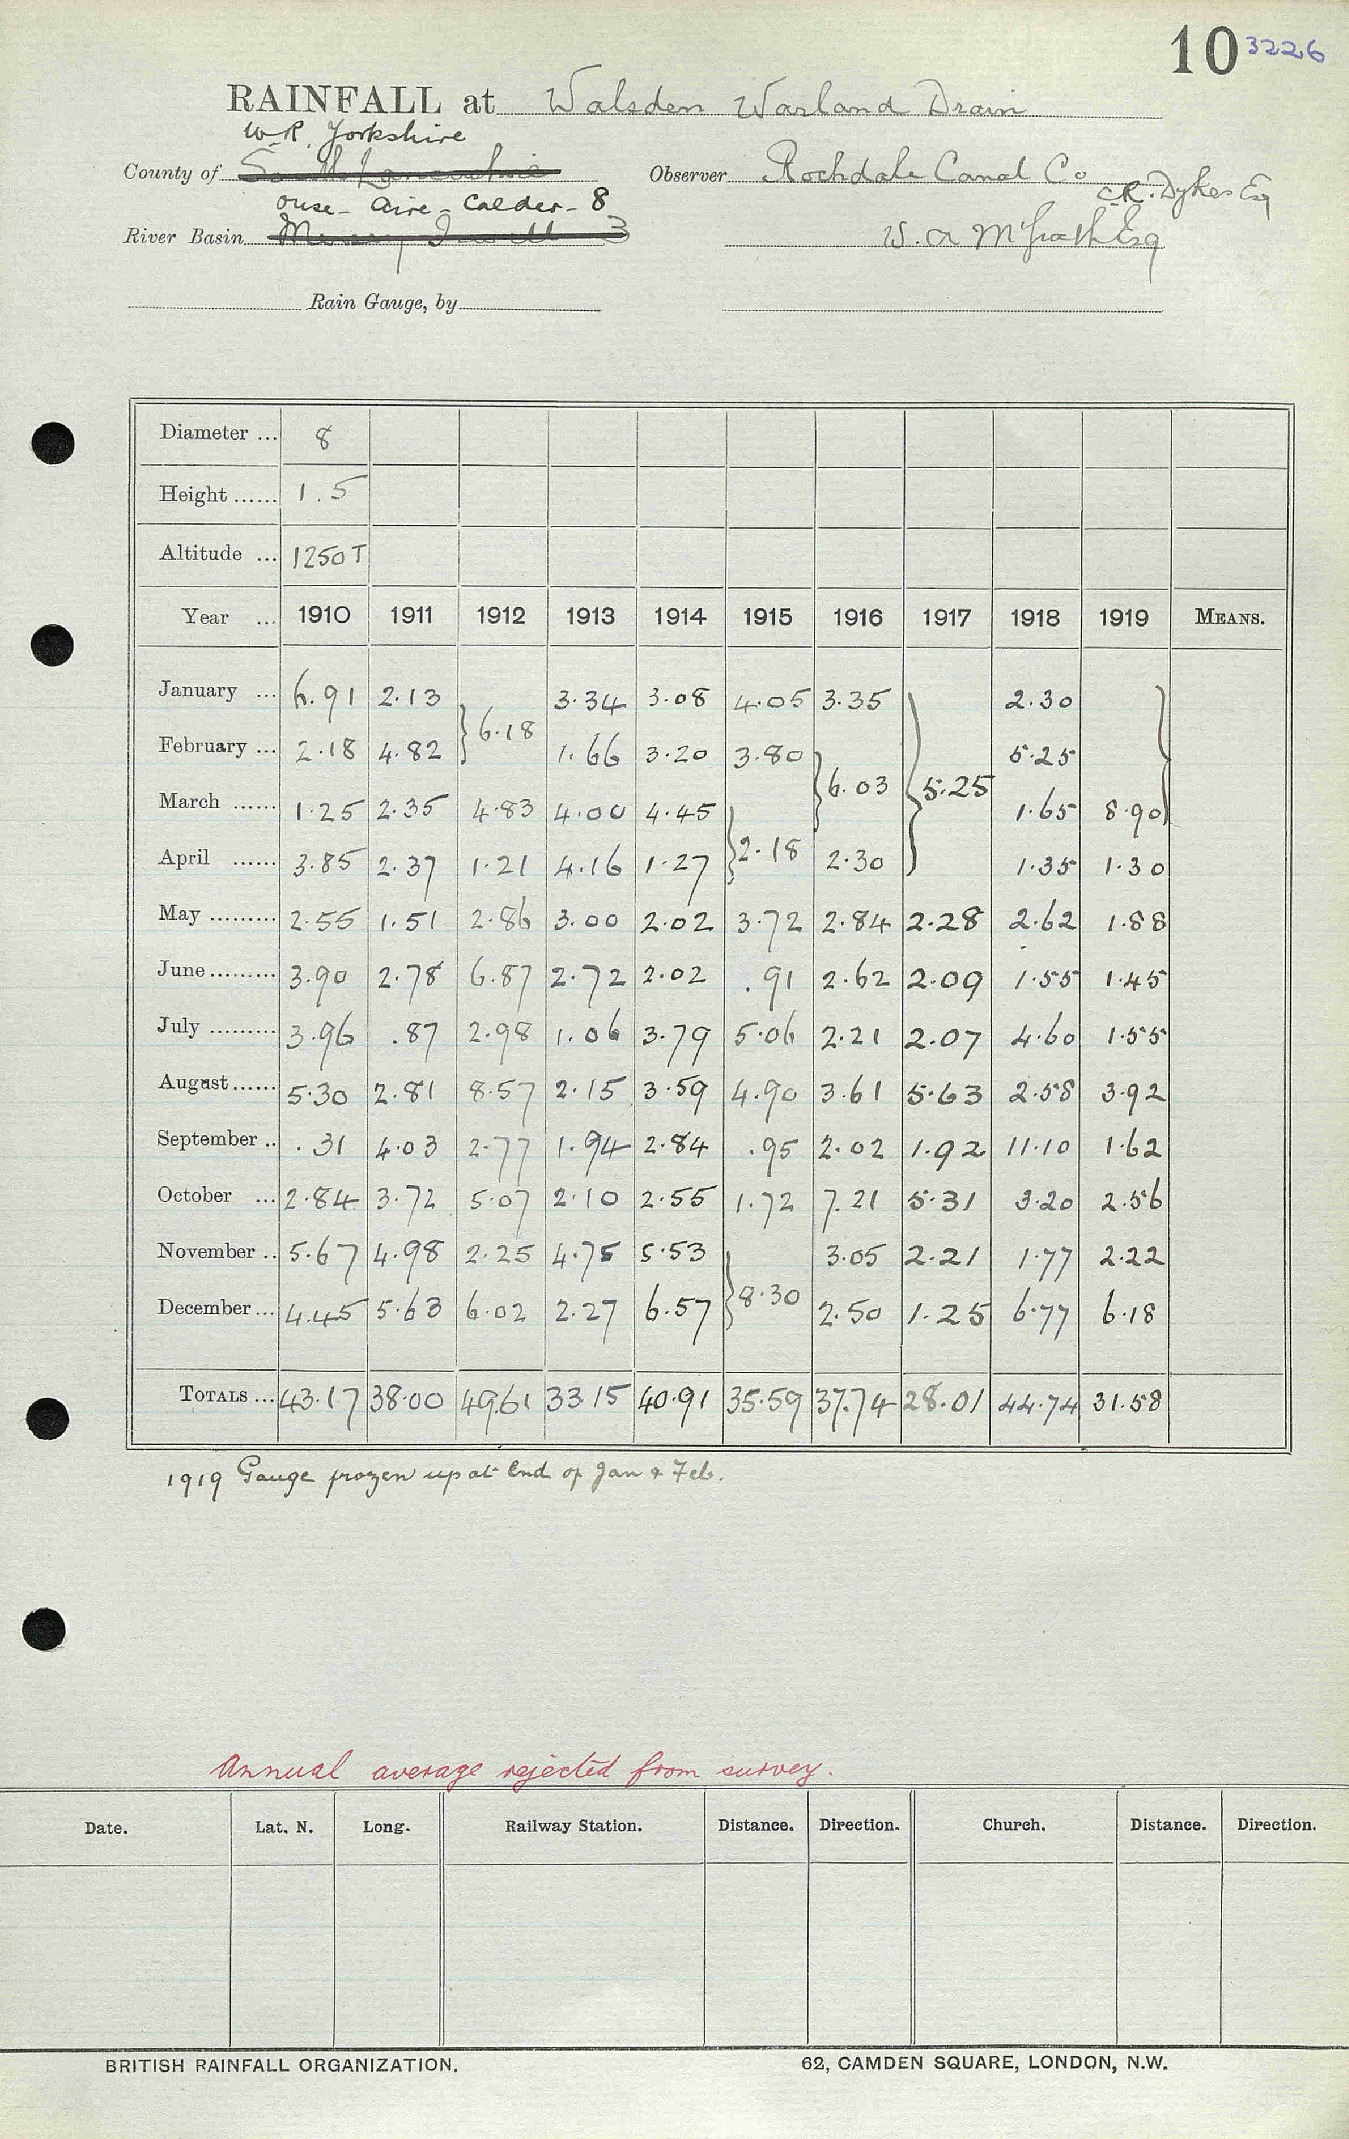 10 3226
RAINFALL at Walsden Warland Drain
W.R. Yorkshire
County of South Lancashire Observer Rochdale Canal Co
C.R. Dykes Esq
Ouse - Aire - Calder - 8
River Basin Mersey Irwell 3 W. A McGrath Esq
Rain Gauge, by
Diameter ... 8
Height ...... 1.5
Altitude ... 1250 T
Year ... 1910 1911 1912 1913 1914 1915 1916 1917 1918 1919 MEANS.
January ... 6.91 2.13 3.34 3.08 4.05 3.35 2.30
6.18
February ... 2.18 4.82 1.66 3.20 3.80 5.25
6.03 5.25
March ...... 1.25 2.35 4.83 4.00 4.45 1.65 8.90
2.18
April ...... 3.85 2.37 1.21 4.16 1.27 2.30 1.35 1.30
May ......... 2.55 1.51 2.86 3.00 2.02 3.72 2.84 2.28 2.62 1.88
June ......... 3.90 2.78 6.87 2.72 2.02 .91 2.62 2.09 1.55 1.45
July ......... 3.96 .87 2.98 1.06 3.79 5.06 2.21 2.07 4.60 1.55
August ...... 5.30 2.81 8.57 2.15 3.59 4.90 3.61 5.63 2.58 3.92
September .. .31 4.03 2.77 1.94 2.84 .95 2.02 1.92 11.10 1.62
October ... 2.84 3.72 5.07 2.10 2.55 1.72 7.21 5.31 3.20 2.56
November .. 5.67 4.98 2.25 4.75 5.53 3.05 2.21 1.77 2.22
8.30
December ... 4.45 5.63 6.02 2.27 6.57 2.50 1.25 6.77 6.18
TOTALS ... 43.17 38.00 49.61 33.15 40.91 35.59 37.74 28.01 44.74 31.58
1919 Gauge frozen up at end of Jan & Feb.
Annual average rejected from survey.
Date. Lat. N. Long. Railway Station. Distance. Direction. Church. Distance. Direction.
BRITISH RAINFALL ORGANIZATION. 62, CAMDEN SQUARE, LONDON, N.W.